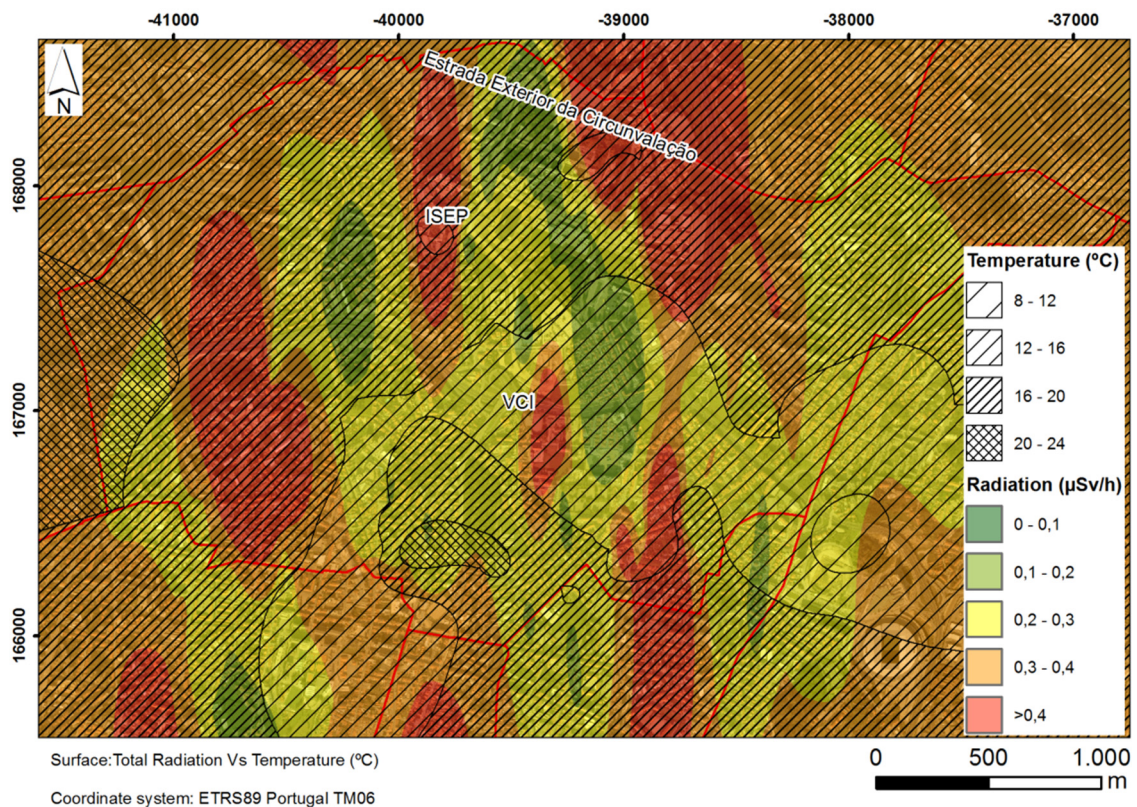 -41000 -40000 -39000 -38000 -37000
N
Estrada Exterior da Circunvalação
168000
ISEP
167000
VCI
166000
Temperature (ºC)
8 - 12
12 - 16
16 - 20
20 - 24
Radiation (µSv/h)
0 - 0,1
0,1 - 0,2
0,2 - 0,3
0,3 - 0,4
>0,4
Surface:Total Radiation Vs Temperature (ºC)
Coordinate system: ETRS89 Portugal TM06
0 500 1.000
m